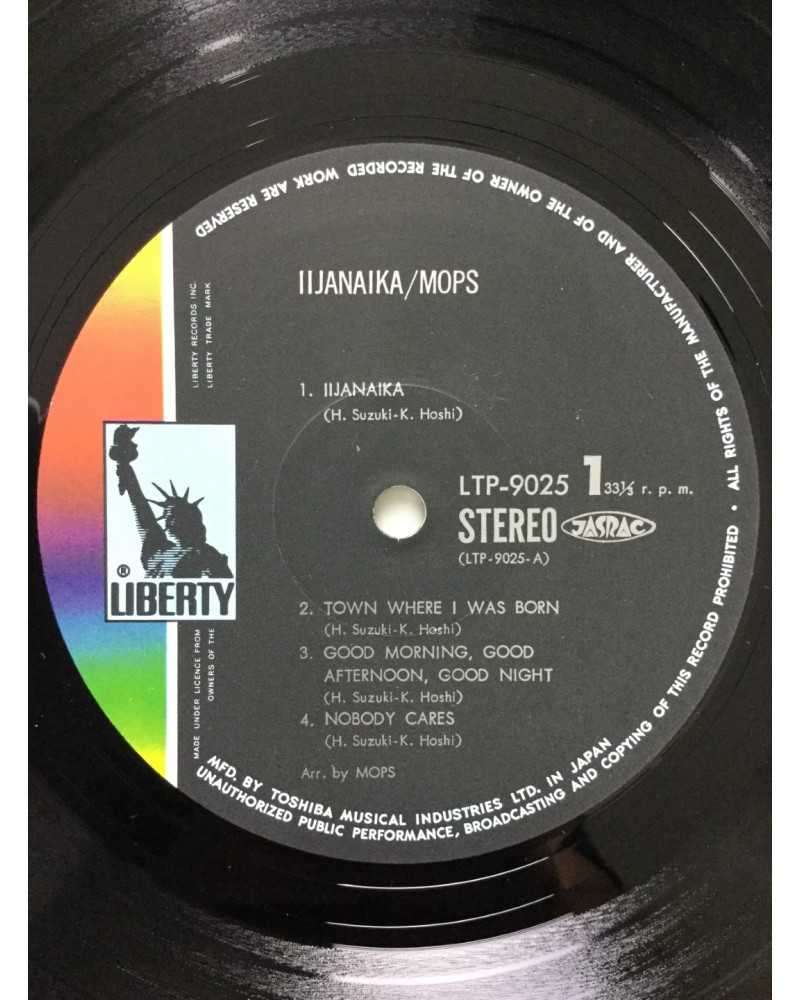 IIJANAIKA/MOPS
1. IIJANAIKA
(H. Suzuki-K. Hoshi)
LTP-9025 1 33⅓ r. p. m.
STEREO JASRAC
(LTP-9025-A)
2. TOWN WHERE I WAS BORN
(H. Suzuki-K. Hoshi)
3. GOOD MORNING, GOOD
AFTERNOON, GOOD NIGHT
(H. Suzuki-K. Hoshi)
4. NOBODY CARES
(H. Suzuki-K. Hoshi)
Arr. by MOPS
® LIBERTY
LIBERTY RECORDS INC.
LIBERTY TRADE MARK
MADE UNDER LICENCE FROM
OWNERS OF THE
MFD. BY TOSHIBA MUSICAL INDUSTRIES LTD. IN JAPAN
UNAUTHORIZED PUBLIC PERFORMANCE, BROADCASTING AND COPYING OF THIS RECORD PROHIBITED • ALL RIGHTS OF THE MANUFACTURER AND OF THE OWNER OF THE RECORDED WORK ARE RESERVED